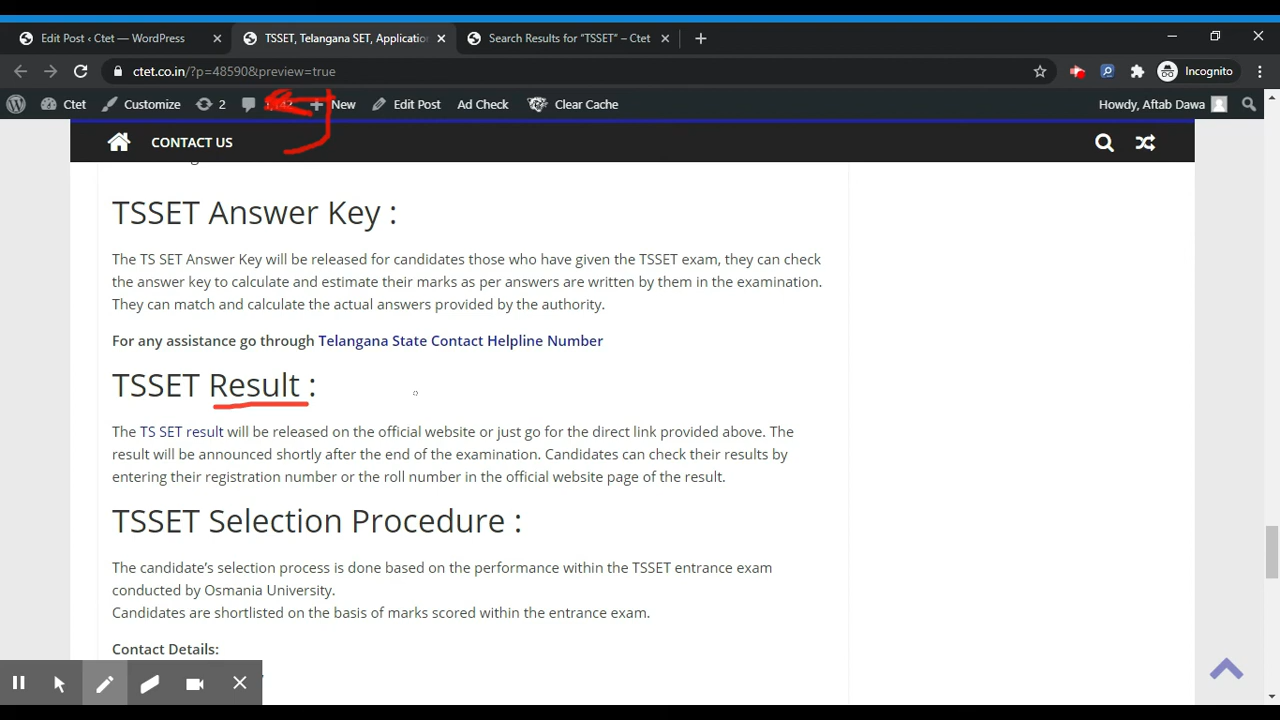 Edit Post ‹ Ctet — WordPress
TSSET, Telangana SET, Applicatio
Search Results for "TSSET" – Ctet
ctet.co.in/?p=48590&preview=true
Incognito
Ctet
Customize
2
New
Edit Post
Ad Check
Clear Cache
Howdy, Aftab Dawa
CONTACT US
TSSET Answer Key :
The TS SET Answer Key will be released for candidates those who have given the TSSET exam, they can check
the answer key to calculate and estimate their marks as per answers are written by them in the examination.
They can match and calculate the actual answers provided by the authority.
For any assistance go through Telangana State Contact Helpline Number
TSSET Result :
The TS SET result will be released on the official website or just go for the direct link provided above. The
result will be announced shortly after the end of the examination. Candidates can check their results by
entering their registration number or the roll number in the official website page of the result.
TSSET Selection Procedure :
The candidate's selection process is done based on the performance within the TSSET entrance exam
conducted by Osmania University.
Candidates are shortlisted on the basis of marks scored within the entrance exam.
Contact Details: